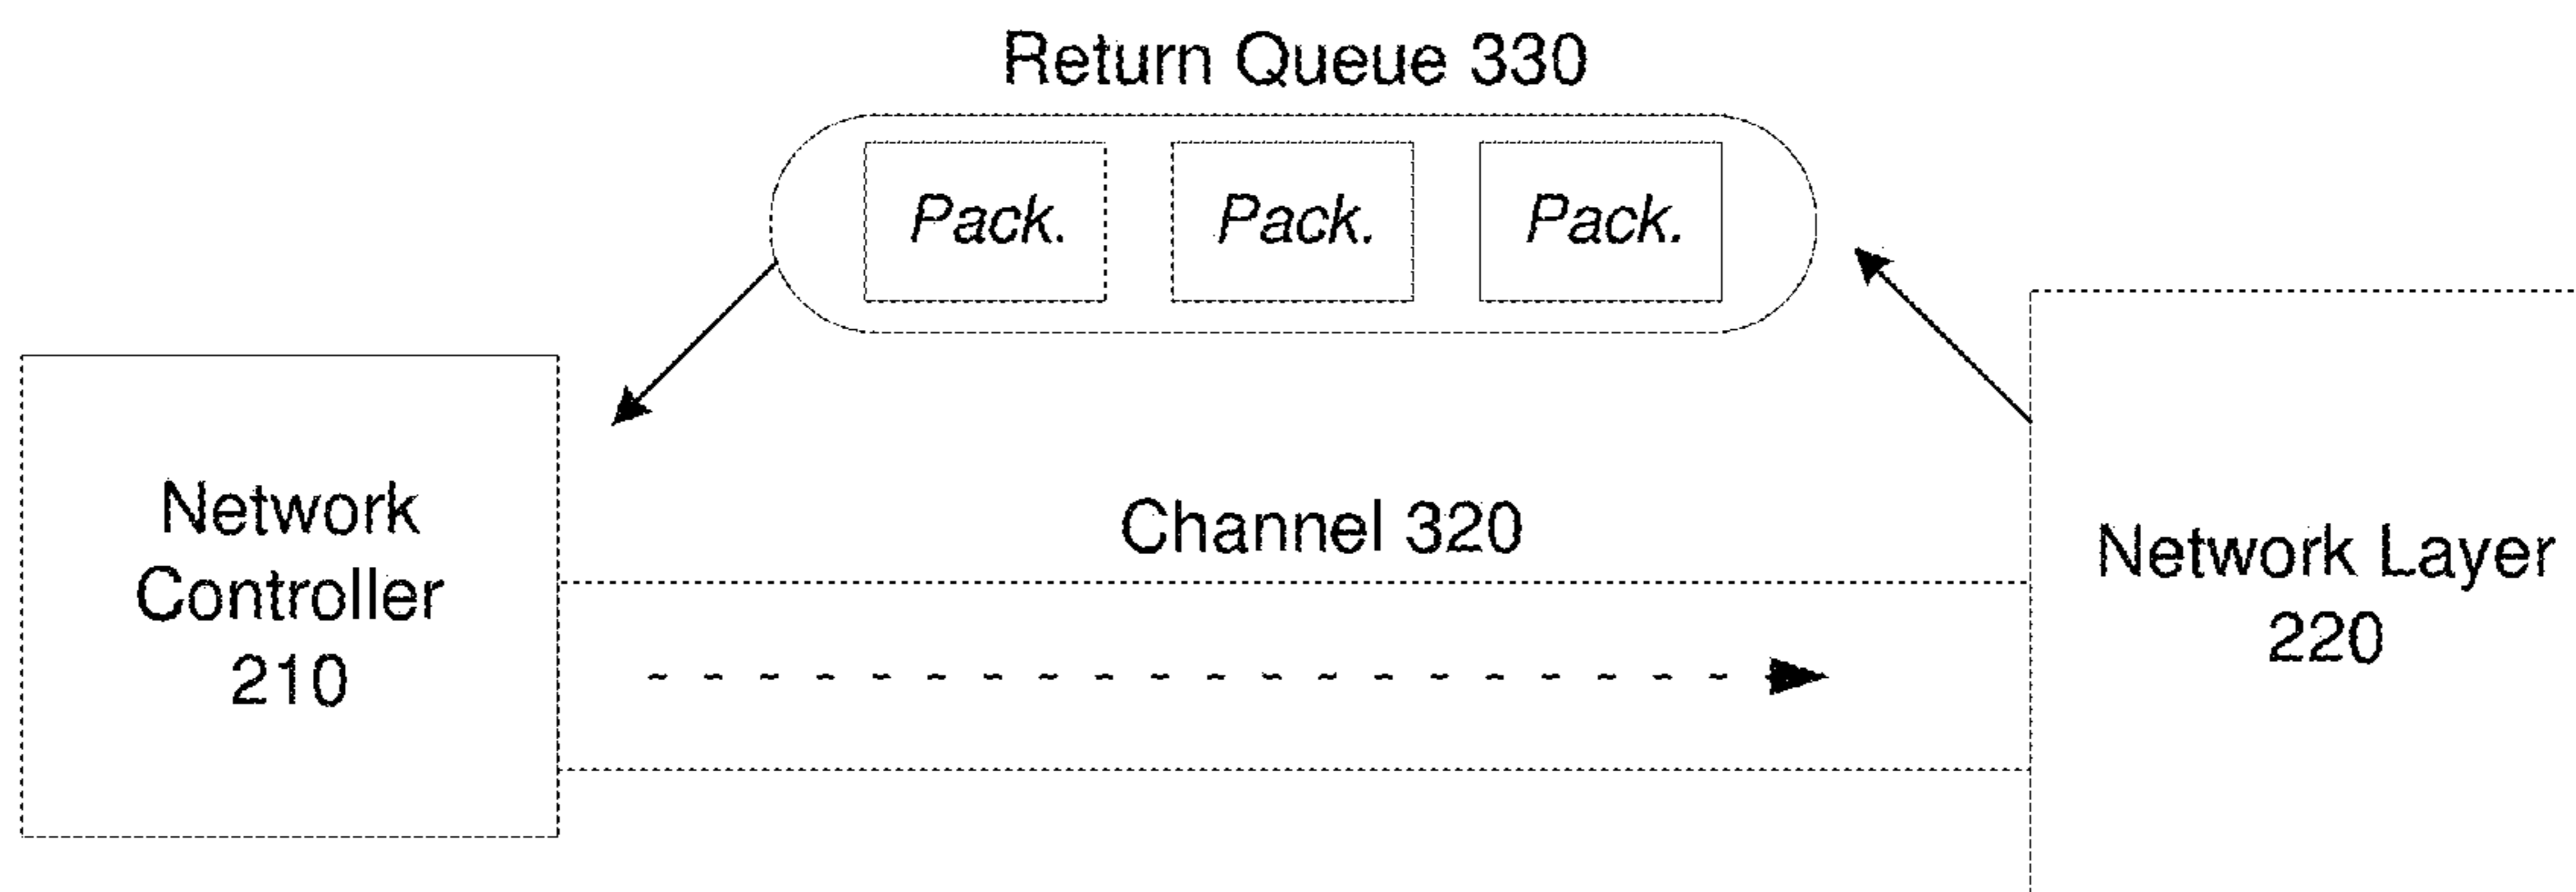 Return Queue 330
Pack. Pack. Pack.
Network
Controller
210
Channel 320
Network Layer
220